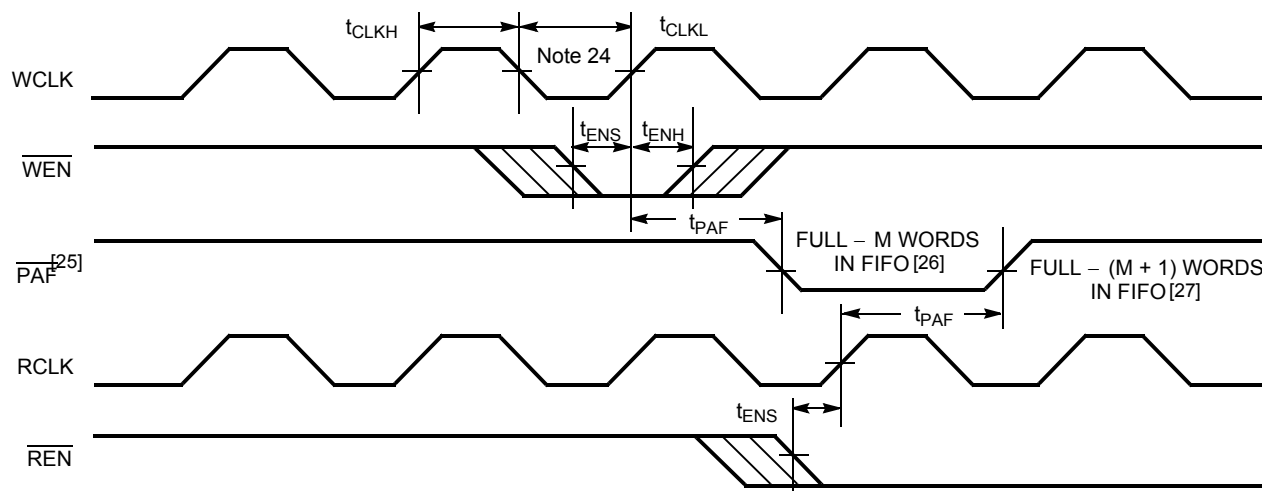 tCLKH
tCLKL
Note 24
WCLK
tENS
tENH
WEN
tPAF
FULL – M WORDS
IN FIFO [26]
PAF[25]
FULL – (M + 1) WORDS
IN FIFO [27]
tPAF
RCLK
tENS
REN